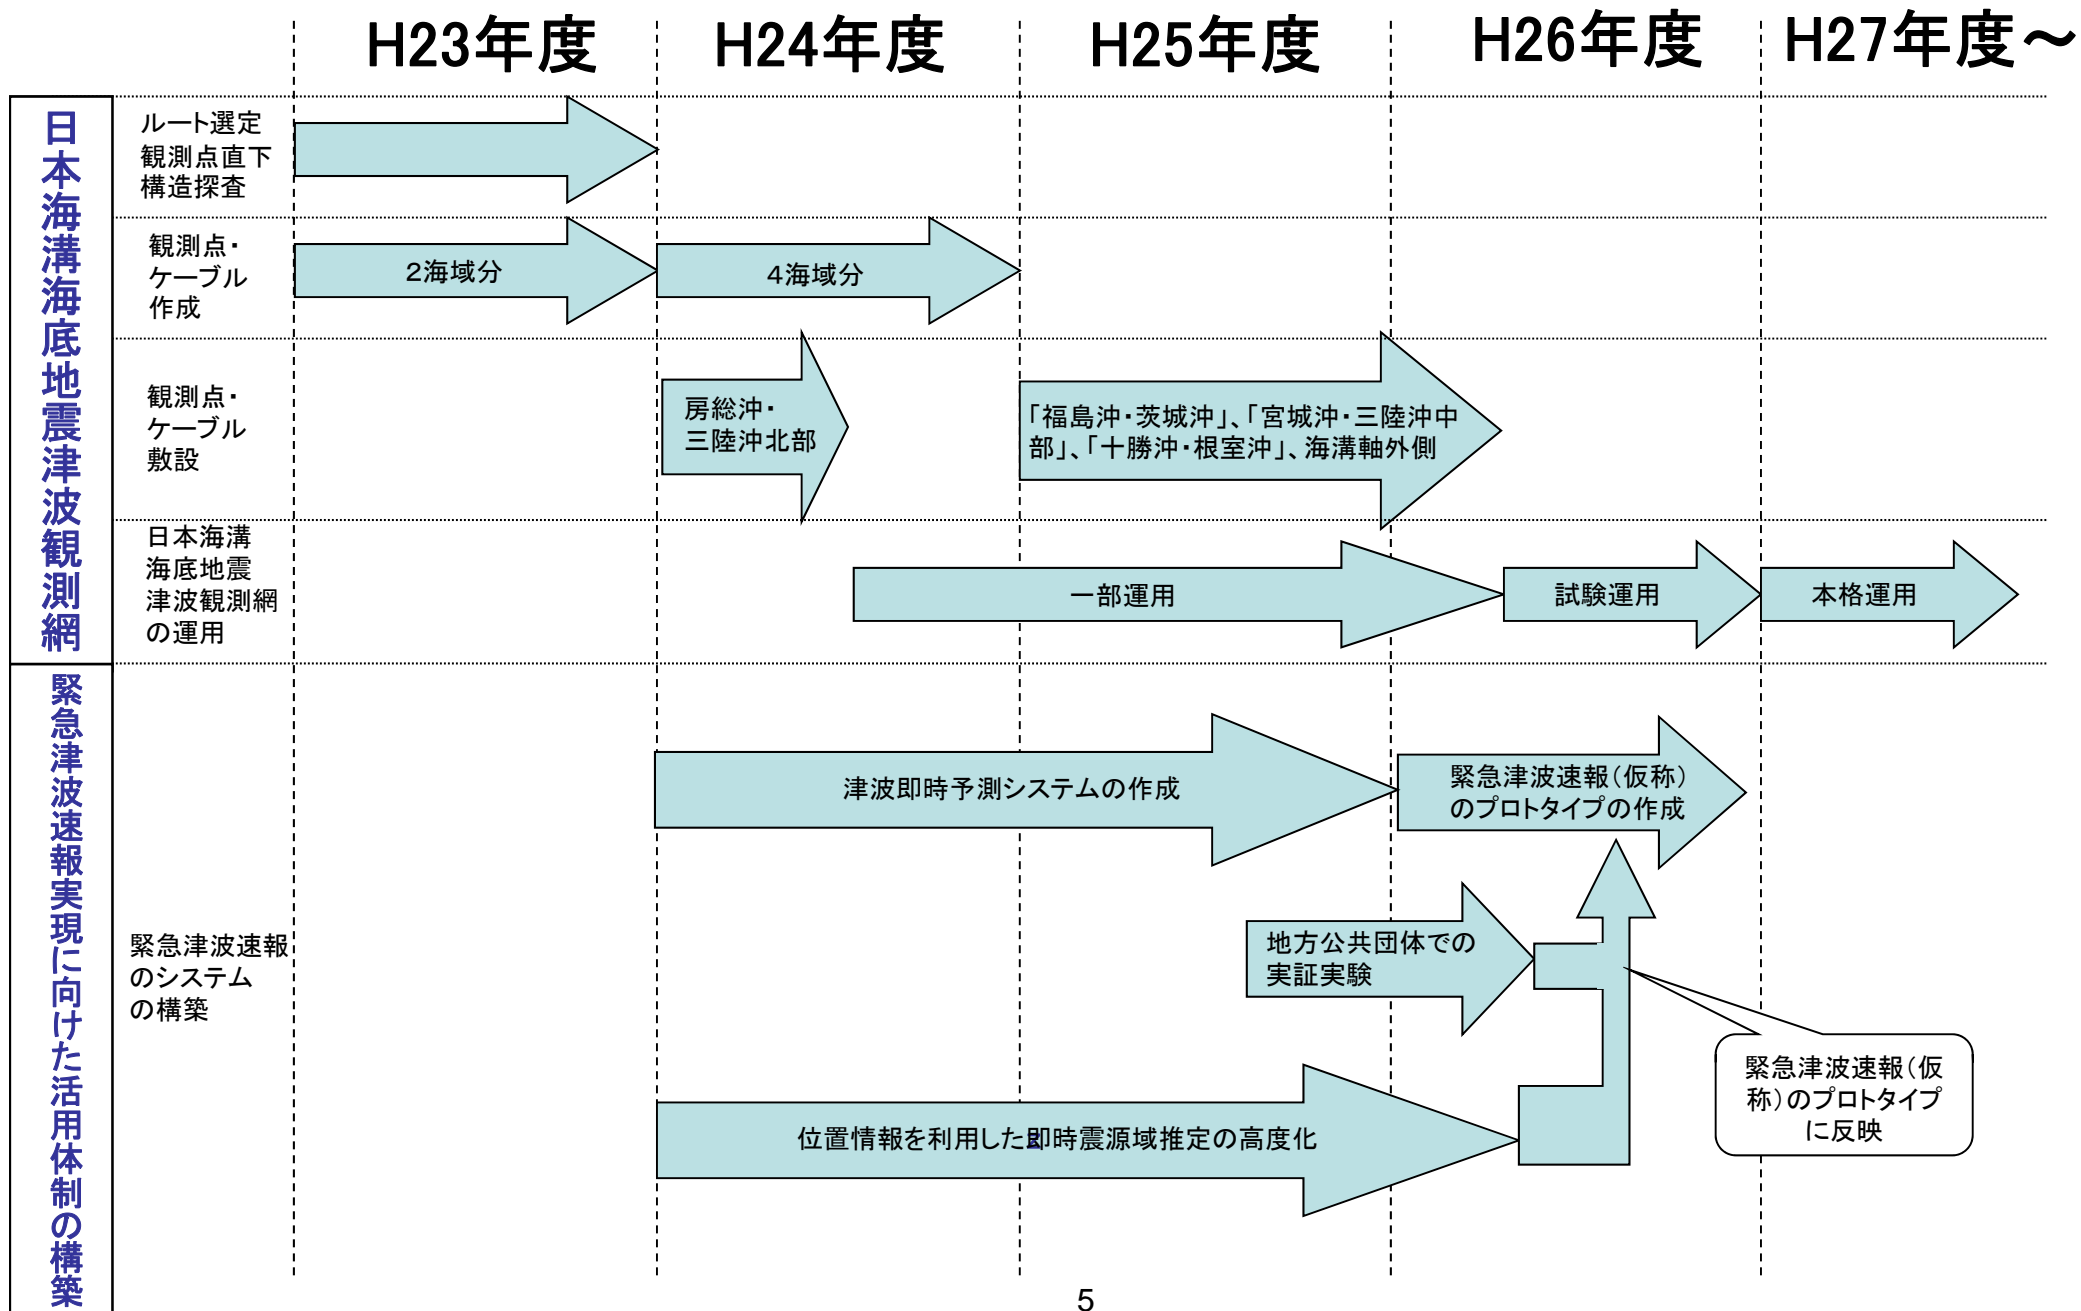 H23年度
H24年度
H25年度
H26年度
H27年度～
日本海溝海底地震津波観測網
ルート選定
観測点直下
構造探査
観測点・
ケーブル
作成
２海域分
４海域分
観測点・
ケーブル
敷設
房総沖・
三陸沖北部
「福島沖・茨城沖」、「宮城沖・三陸沖中
部」、「十勝沖・根室沖」、海溝軸外側
日本海溝
海底地震
津波観測網
の運用
一部運用
試験運用
本格運用
緊急津波速報実現に向けた活用体制の構築
緊急津波速報
のシステム
の構築
津波即時予測システムの作成
緊急津波速報（仮称）
のプロトタイプの作成
地方公共団体での
実証実験
位置情報を利用した即時震源域推定の高度化
緊急津波速報（仮
称）のプロトタイプ
に反映
5